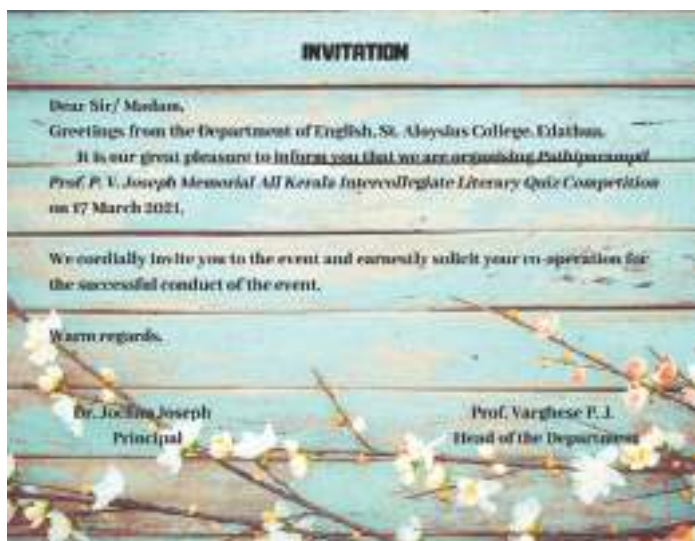 INVITATION
Dear Sir/ Madam,
Greetings from the Department of English, St. Aloysius College, Edathua.
It is our great pleasure to inform you that we are organising Puthiparampil
Prof. P. V. Joseph Memorial All Kerala Intercollegiate Literary Quiz Competition
on 17 March 2021.
We cordially invite you to the event and earnestly solicit your co-operation for
the successful conduct of the event.
Warm regards,
Dr. Joseph
Principal
Prof. Varghese P. J.
Head of the Department